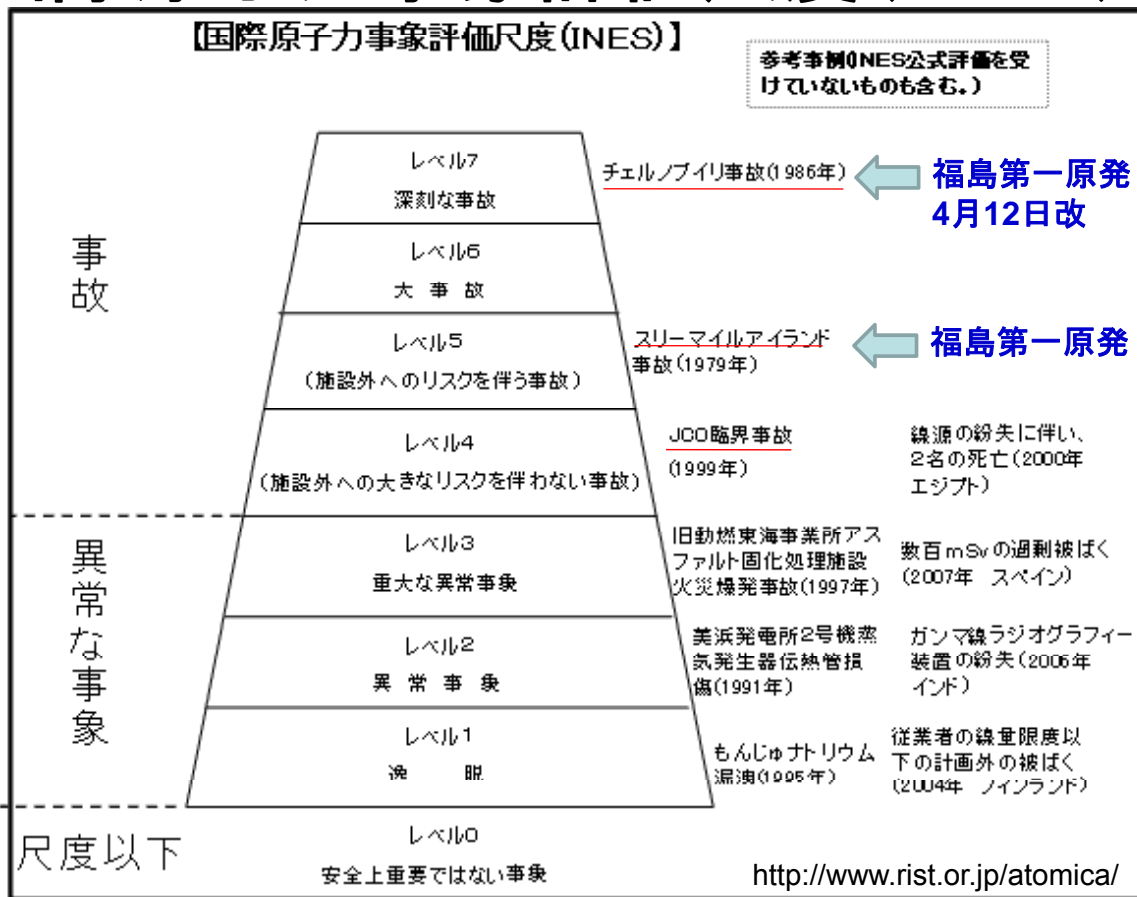 【国際原子力事象評価尺度(INES)】
参考事例(INES公式評価を受
けていないものも含む。)
レベル7
深刻な事故
チェルノブイリ事故(1986年)
福島第一原発
4月12日改
事故
レベル6
大 事 故
レベル5
(施設外へのリスクを伴う事故)
スリーマイルアイランド
事故(1979年)
福島第一原発
レベル4
(施設外への大きなリスクを伴わない事故)
JCO臨界事故
(1999年)
線源の紛失に伴い、
2名の死亡(2000年
エジプト)
異常な事象
レベル3
重大な異常事象
旧動燃東海事業所アス
ファルト固化処理施設
火災爆発事故(1997年)
数百mSvの過剰被ばく
(2007年 スペイン)
レベル2
異 常 事 象
美浜発電所2号機蒸
気発生器伝熱管損
傷(1991年)
ガンマ線ラジオグラフィー
装置の紛失(2006年
インド)
レベル1
逸 脱
もんじゅナトリウム
漏洩(1995年)
従業者の線量限度以
下の計画外の被ばく
(2004年 フィンランド)
尺度以下
レベル0
安全上重要ではない事象
http://www.rist.or.jp/atomica/